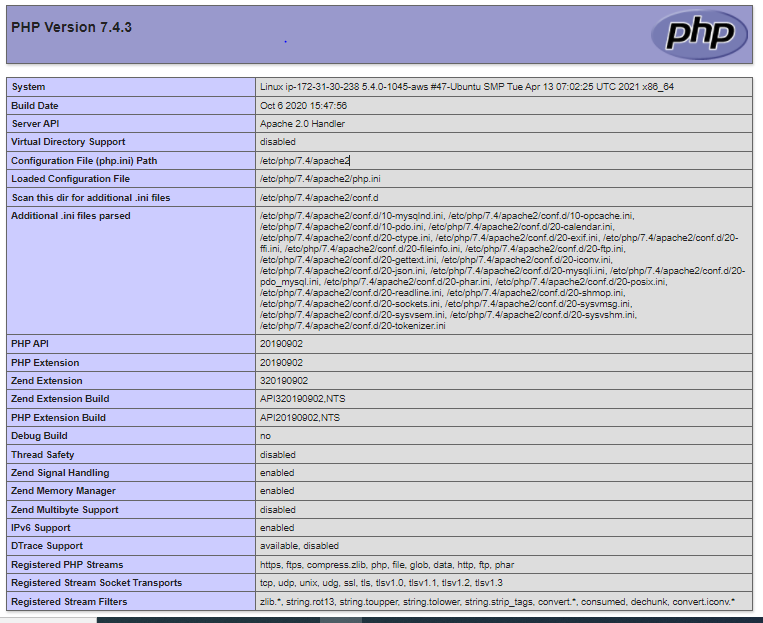 PHP Version 7.4.3
php
System Linux ip-172-31-30-238 5.4.0-1045-aws #47-Ubuntu SMP Tue Apr 13 07:02:25 UTC 2021 x86_64
Build Date Oct 6 2020 15:47:56
Server API Apache 2.0 Handler
Virtual Directory Support disabled
Configuration File (php.ini) Path /etc/php/7.4/apache2
Loaded Configuration File /etc/php/7.4/apache2/php.ini
Scan this dir for additional .ini files /etc/php/7.4/apache2/conf.d
Additional .ini files parsed /etc/php/7.4/apache2/conf.d/10-mysqlnd.ini, /etc/php/7.4/apache2/conf.d/10-opcache.ini,
/etc/php/7.4/apache2/conf.d/10-pdo.ini, /etc/php/7.4/apache2/conf.d/20-calendar.ini,
/etc/php/7.4/apache2/conf.d/20-ctype.ini, /etc/php/7.4/apache2/conf.d/20-exif.ini, /etc/php/7.4/apache2/conf.d/20-
ffi.ini, /etc/php/7.4/apache2/conf.d/20-fileinfo.ini, /etc/php/7.4/apache2/conf.d/20-ftp.ini,
/etc/php/7.4/apache2/conf.d/20-gettext.ini, /etc/php/7.4/apache2/conf.d/20-iconv.ini,
/etc/php/7.4/apache2/conf.d/20-json.ini, /etc/php/7.4/apache2/conf.d/20-mysqli.ini, /etc/php/7.4/apache2/conf.d/20-
pdo_mysql.ini, /etc/php/7.4/apache2/conf.d/20-phar.ini, /etc/php/7.4/apache2/conf.d/20-posix.ini,
/etc/php/7.4/apache2/conf.d/20-readline.ini, /etc/php/7.4/apache2/conf.d/20-shmop.ini,
/etc/php/7.4/apache2/conf.d/20-sockets.ini, /etc/php/7.4/apache2/conf.d/20-sysvmsg.ini,
/etc/php/7.4/apache2/conf.d/20-sysvsem.ini, /etc/php/7.4/apache2/conf.d/20-sysvshm.ini,
/etc/php/7.4/apache2/conf.d/20-tokenizer.ini
PHP API 20190902
PHP Extension 20190902
Zend Extension 320190902
Zend Extension Build API320190902,NTS
PHP Extension Build API20190902,NTS
Debug Build no
Thread Safety disabled
Zend Signal Handling enabled
Zend Memory Manager enabled
Zend Multibyte Support disabled
IPv6 Support enabled
DTrace Support available, disabled
Registered PHP Streams https, ftps, compress.zlib, php, file, glob, data, http, ftp, phar
Registered Stream Socket Transports tcp, udp, unix, udg, ssl, tls, tlsv1.0, tlsv1.1, tlsv1.2, tlsv1.3
Registered Stream Filters zlib.*, string.rot13, string.toupper, string.tolower, string.strip_tags, convert.*, consumed, dechunk, convert.iconv.*